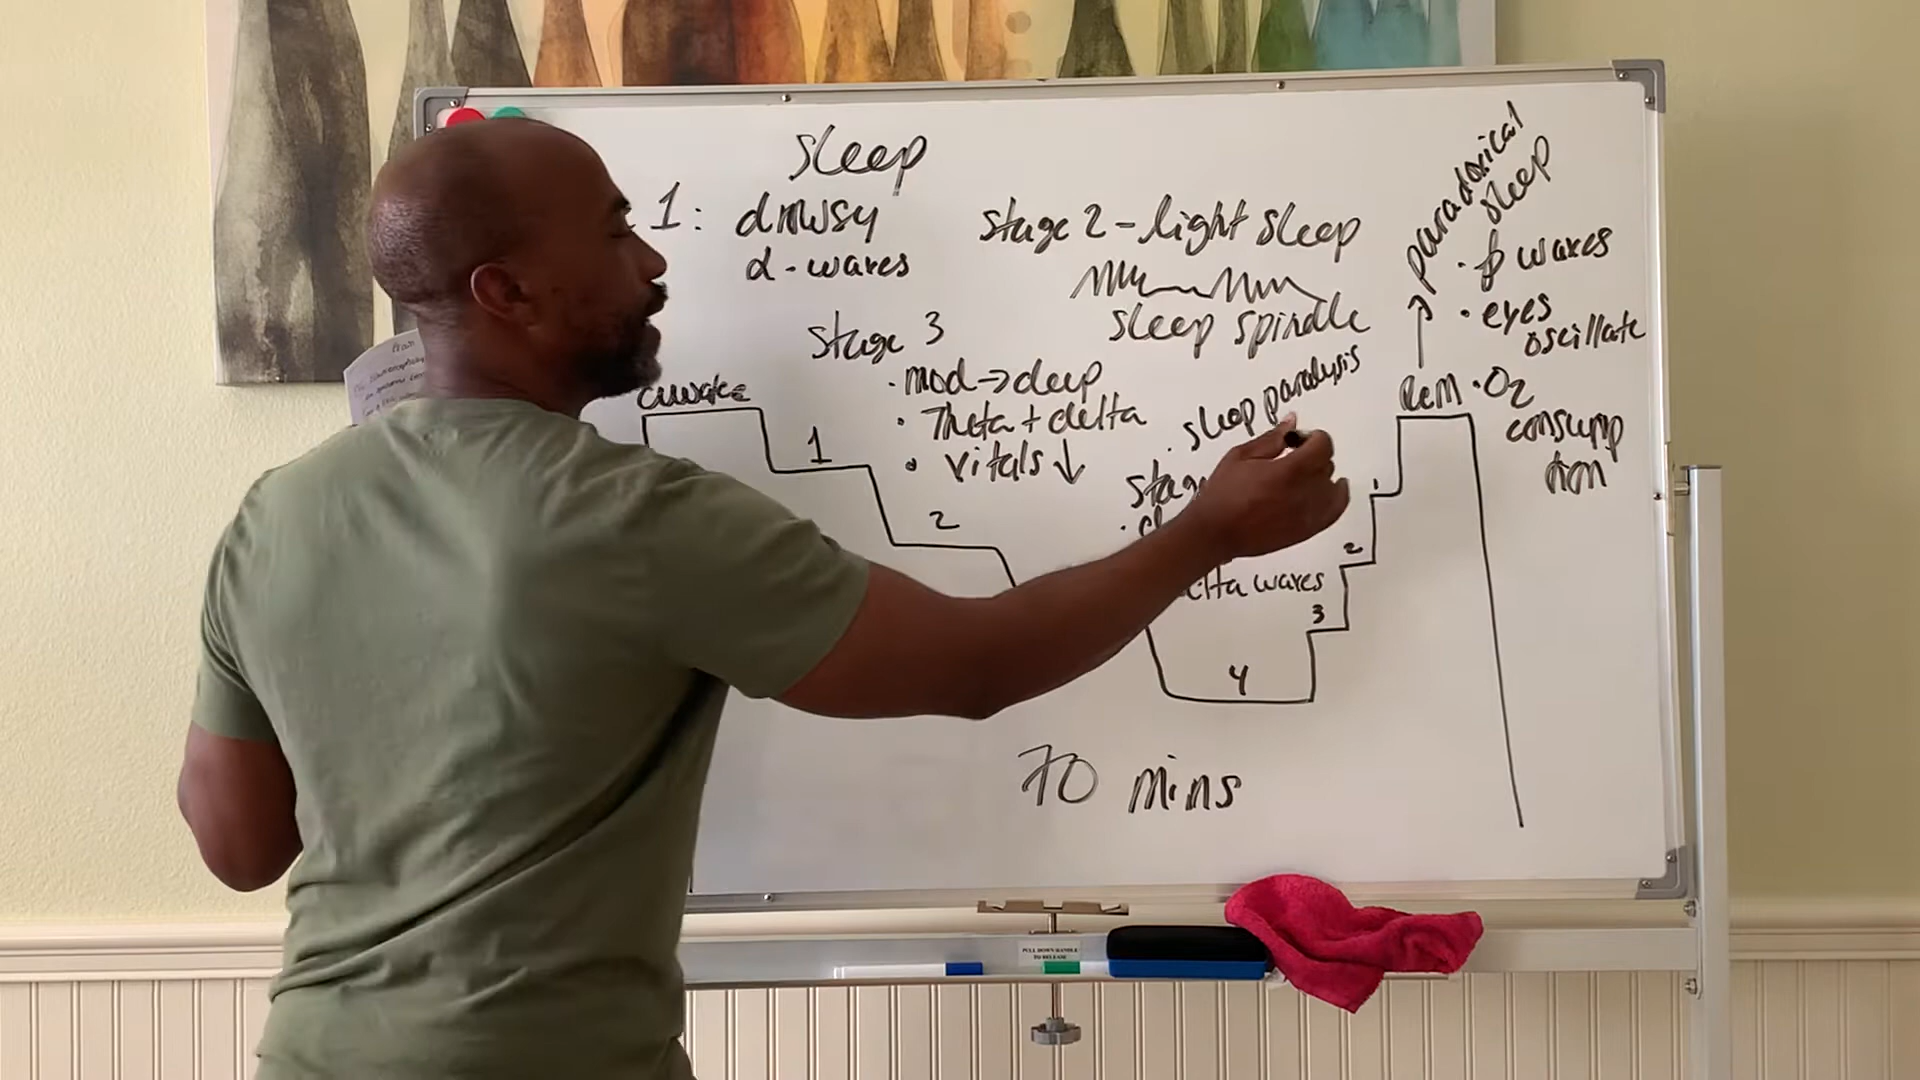 sleep
1: drowsy
α - waves
stage 2 - light sleep
sleep spindle
stage 3
· mod → deep
· Theta + delta
· vitals ↓
awake
1
2
· sleep paralysis
delta waves
4
3
2
1
REM
→ paradoxical
sleep
· β waves
· eyes
oscillate
· O2
consump
tion
70 mins
PULL DOWN HANDLE
TO RELEASE